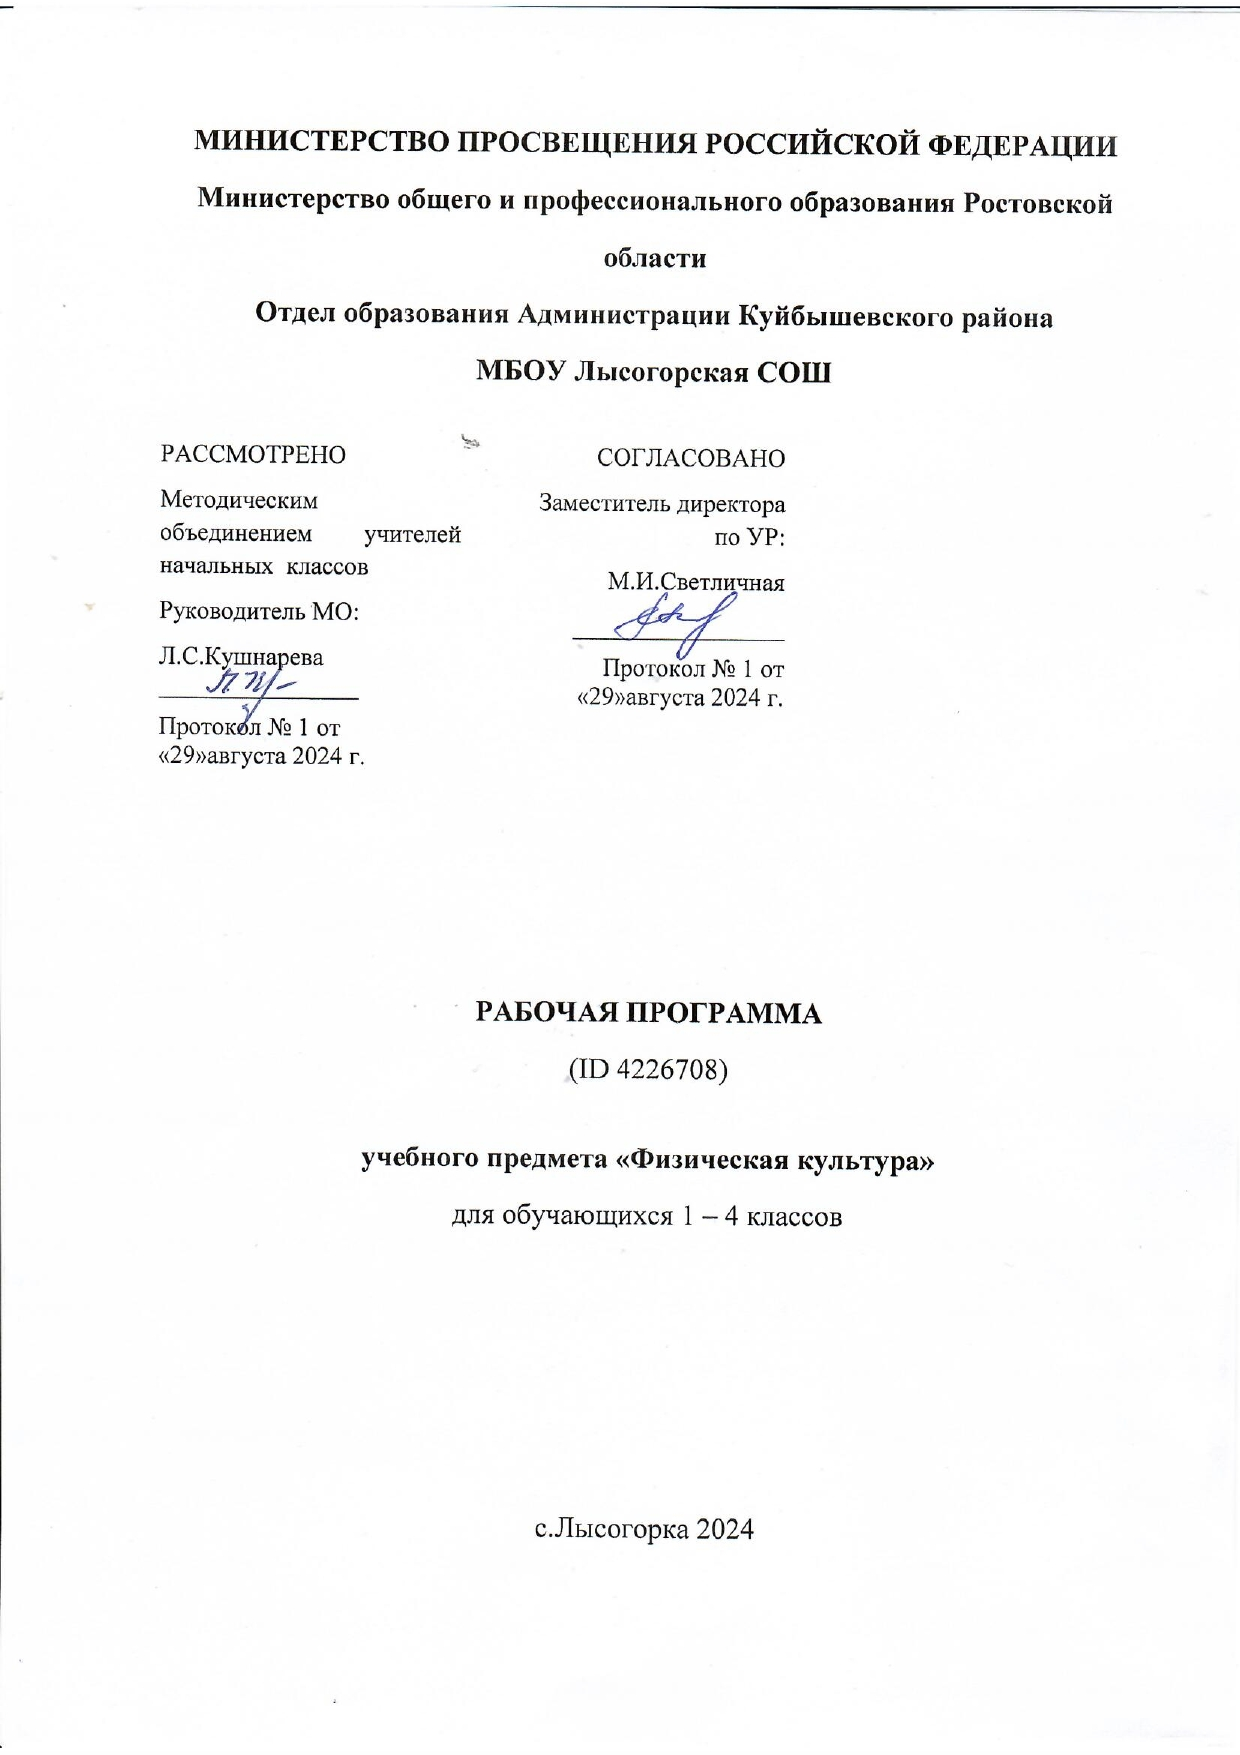 МИНИСТЕРСТВО ПРОСВЕЩЕНИЯ РОССИЙСКОЙ ФЕДЕРАЦИИ
Министерство общего и профессионального образования Ростовской
области
Отдел образования Администрации Куйбышевского района
МБОУ Лысогорская СОШ
РАССМОТРЕНО
Методическим
объединением учителей
начальных классов
Руководитель МО:
Л.С.Кушнарева
Протокол № 1 от
«29»августа 2024 г.
СОГЛАСОВАНО
Заместитель директора
по УР:
М.И.Светличная
Протокол № 1 от
«29»августа 2024 г.
РАБОЧАЯ ПРОГРАММА
(ID 4226708)
учебного предмета «Физическая культура»
для обучающихся 1 – 4 классов
с.Лысогорка 2024